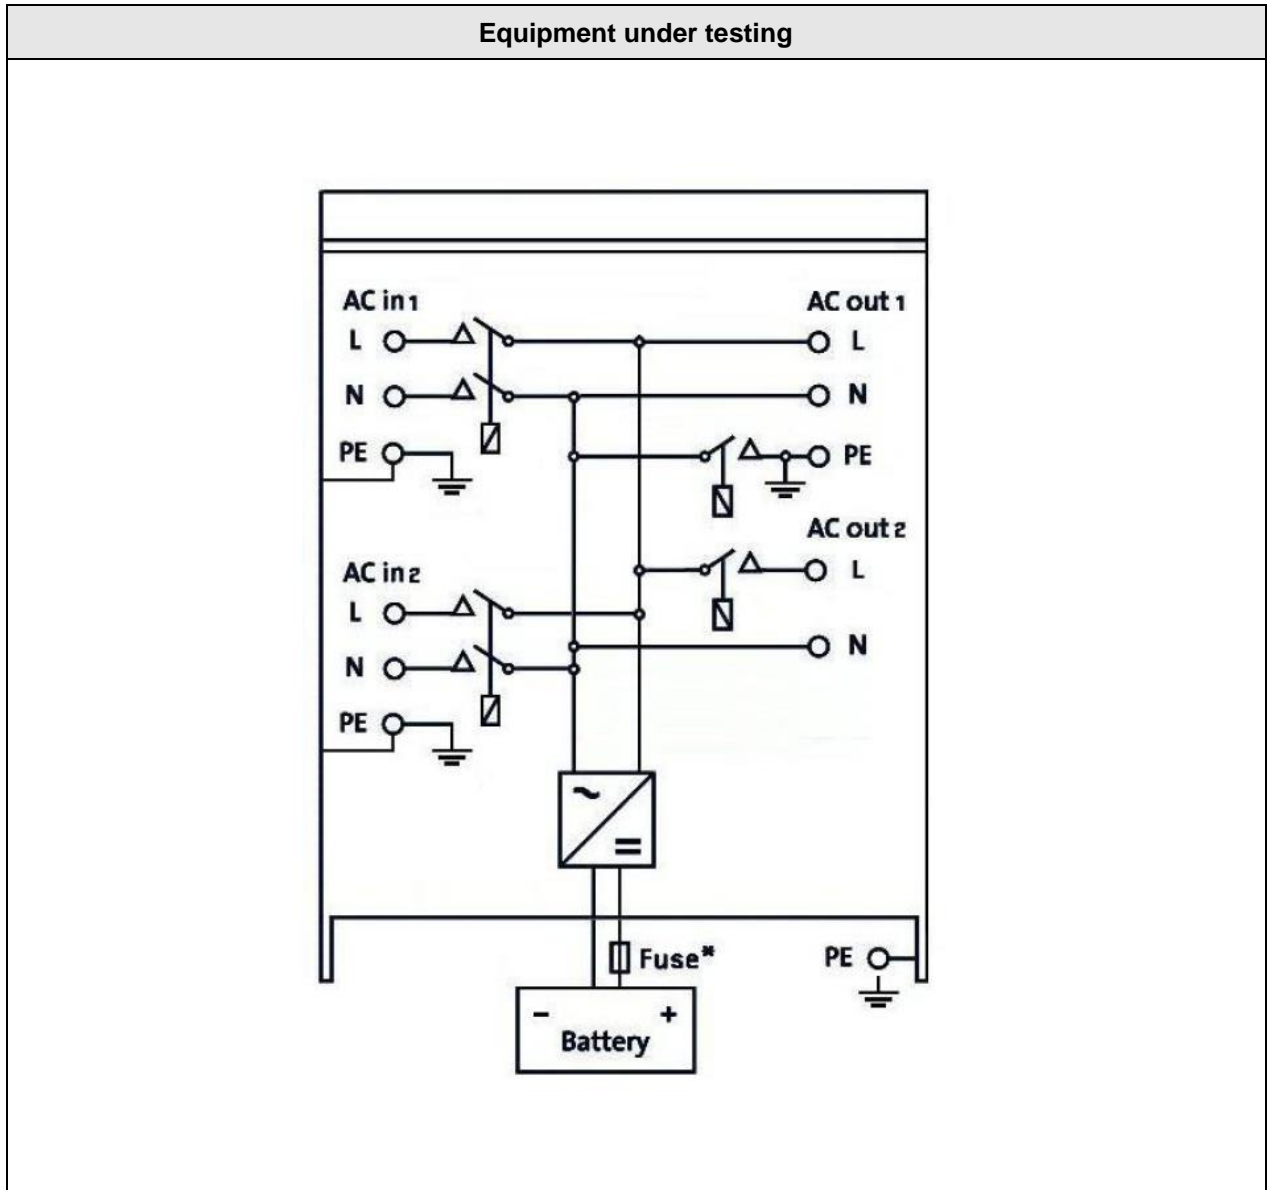 Equipment under testing
AC in 1
AC out 1
L
L
N
N
PE
PE
AC out 2
AC in 2
L
L
N
N
PE
~
=
Fuse*
PE
- +
Battery